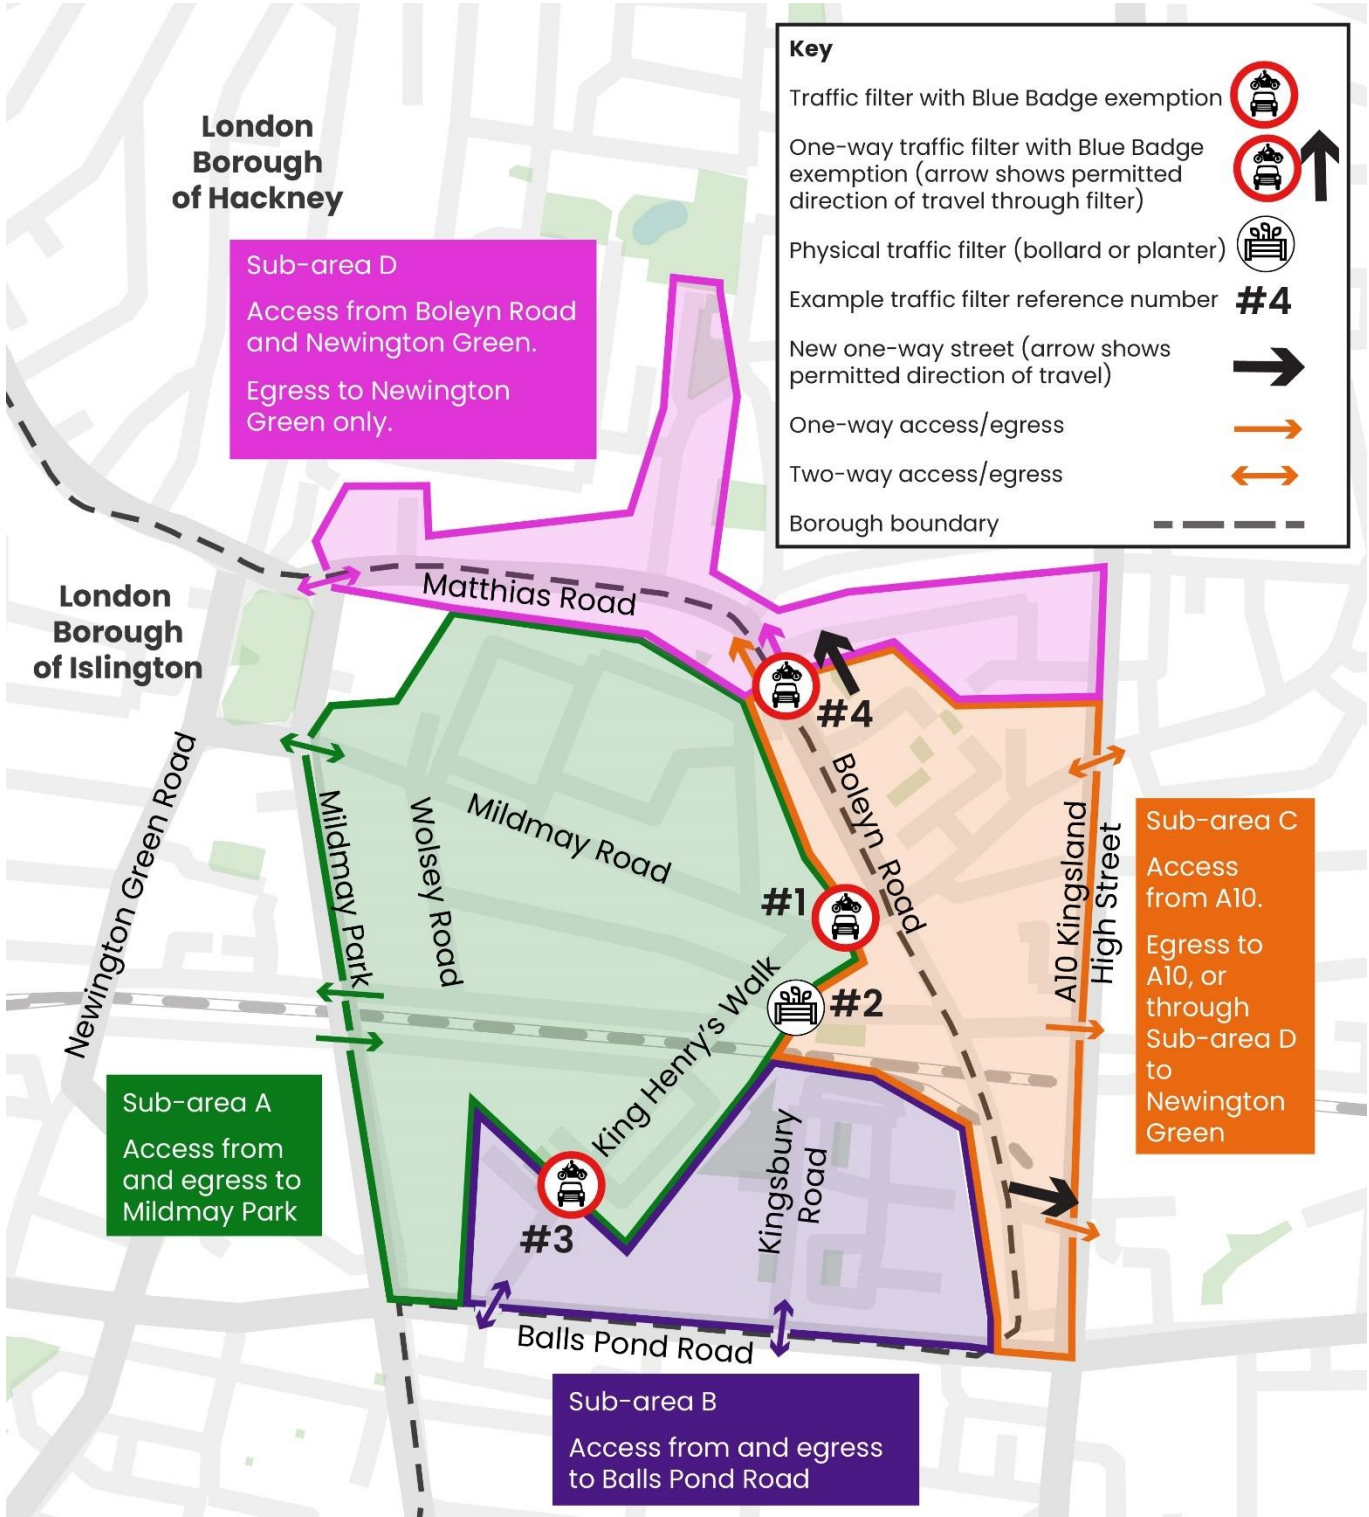 Key
Traffic filter with Blue Badge exemption
One-way traffic filter with Blue Badge
exemption (arrow shows permitted
direction of travel through filter)
Physical traffic filter (bollard or planter)
Example traffic filter reference number #4
New one-way street (arrow shows
permitted direction of travel)
One-way access/egress
Two-way access/egress
Borough boundary
London
Borough
of Hackney
Sub-area D
Access from Boleyn Road
and Newington Green.
Egress to Newington
Green only.
London
Borough
of Islington
Matthias Road
#4
Newington Green Road
Mildmay Park
Wolsey Road
Mildmay Road
Boleyn Road
A10 Kingsland
High Street
#1
#2
King Henry's Walk
Sub-area C
Access
from A10.
Egress to
A10, or
through
Sub-area D
to
Newington
Green
Sub-area A
Access from
and egress to
Mildmay Park
Kingsbury
Road
#3
Balls Pond Road
Sub-area B
Access from and egress
to Balls Pond Road